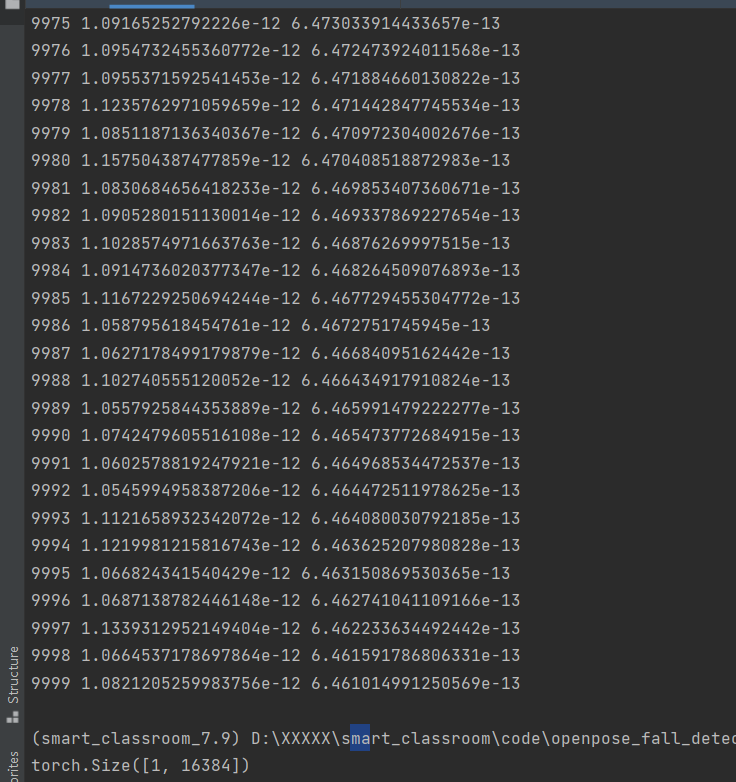 9975 1.09165252792226e-12 6.473033914433657e-13
9976 1.0954732455360772e-12 6.472473924011568e-13
9977 1.0955371592541453e-12 6.471884660130822e-13
9978 1.1235762971059659e-12 6.471442847745534e-13
9979 1.0851187136340367e-12 6.470972304002676e-13
9980 1.157504387477859e-12 6.470408518872983e-13
9981 1.0830684656418233e-12 6.469853407360671e-13
9982 1.0905280151130014e-12 6.469337869227654e-13
9983 1.1028574971663763e-12 6.46876269997515e-13
9984 1.0914736020377347e-12 6.468264509076893e-13
9985 1.1167229250694244e-12 6.467729455304772e-13
9986 1.058795618454761e-12 6.4672751745945e-13
9987 1.0627178499179879e-12 6.46684095162442e-13
9988 1.102740555120052e-12 6.466434917910824e-13
9989 1.0557925844353889e-12 6.465991479222277e-13
9990 1.0742479605516108e-12 6.465473772684915e-13
9991 1.0602578819247921e-12 6.464968534472537e-13
9992 1.0545994958387206e-12 6.464472511978625e-13
9993 1.1121658932342072e-12 6.464080030792185e-13
9994 1.1219981215816743e-12 6.463625207980828e-13
9995 1.066824341540429e-12 6.463150869530365e-13
9996 1.0687138782446148e-12 6.462741041109166e-13
9997 1.1339312952149404e-12 6.462233634492442e-13
9998 1.0664537178697864e-12 6.461591786806331e-13
9999 1.0821205259983756e-12 6.461014991250569e-13
(smart_classroom_7.9) D:\XXXXX\smart_classroom\code\openpose_fall_detec
torch.Size([1, 16384])
Structure
orites